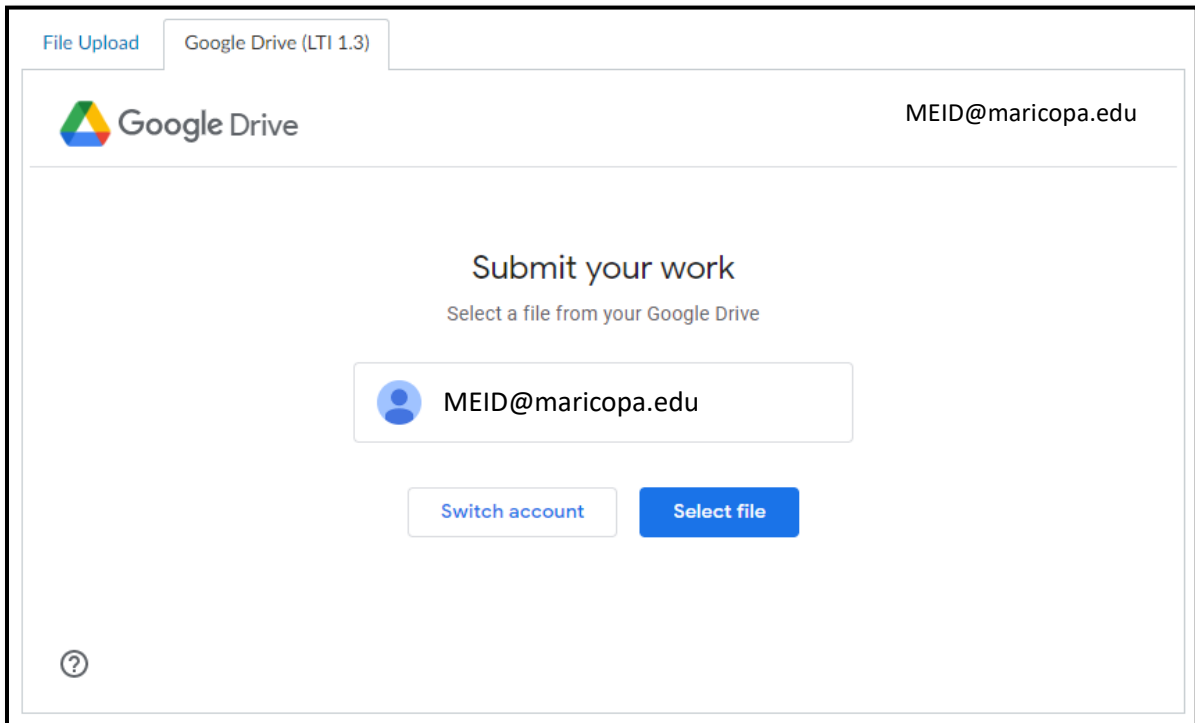 File Upload
Google Drive (LTI 1.3)
Google Drive
MEID@maricopa.edu
Submit your work
Select a file from your Google Drive
MEID@maricopa.edu
Switch account
Select file
?